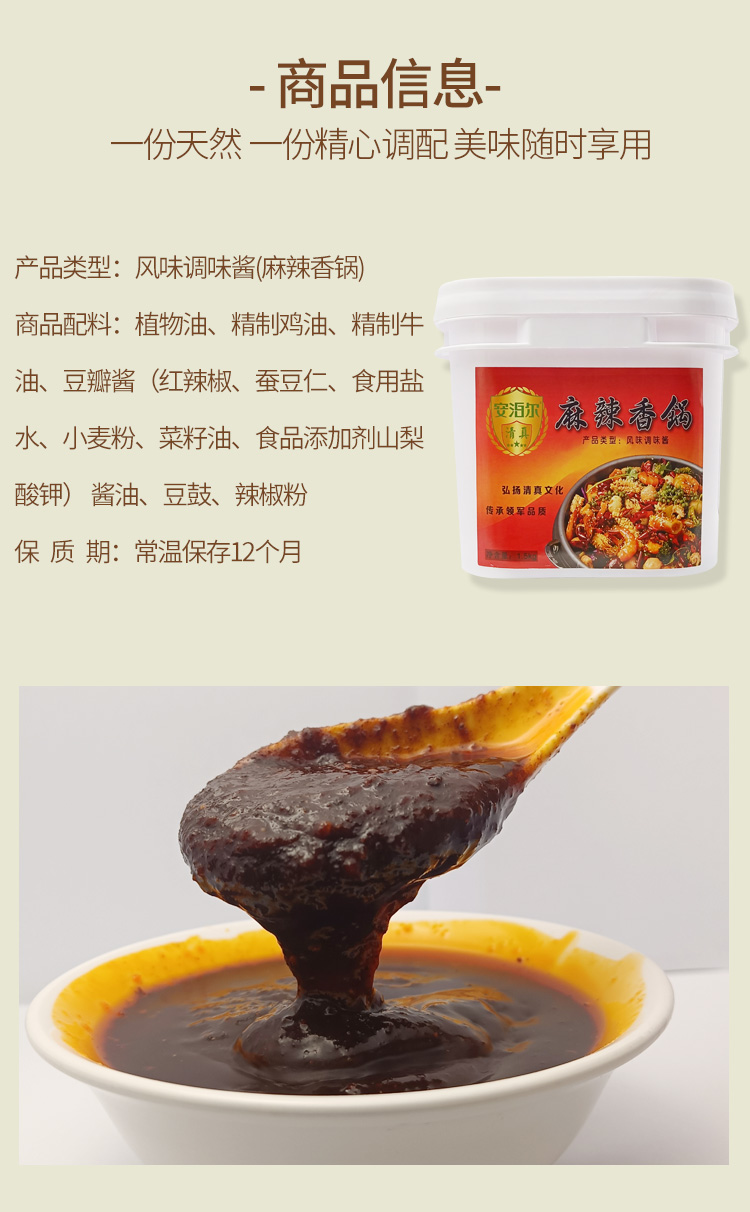 - 商品信息-
一份天然 一份精心调配 美味随时享用
产品类型：风味调味酱(麻辣香锅)
商品配料：植物油、精制鸡油、精制牛
油、豆瓣酱（红辣椒、蚕豆仁、食用盐
水、小麦粉、菜籽油、食品添加剂山梨
酸钾） 酱油、豆鼓、辣椒粉
保 质 期：常温保存12个月
安洦尔
清真
麻辣香锅
产品类型：风味调味酱
弘扬清真文化
传承领军品质